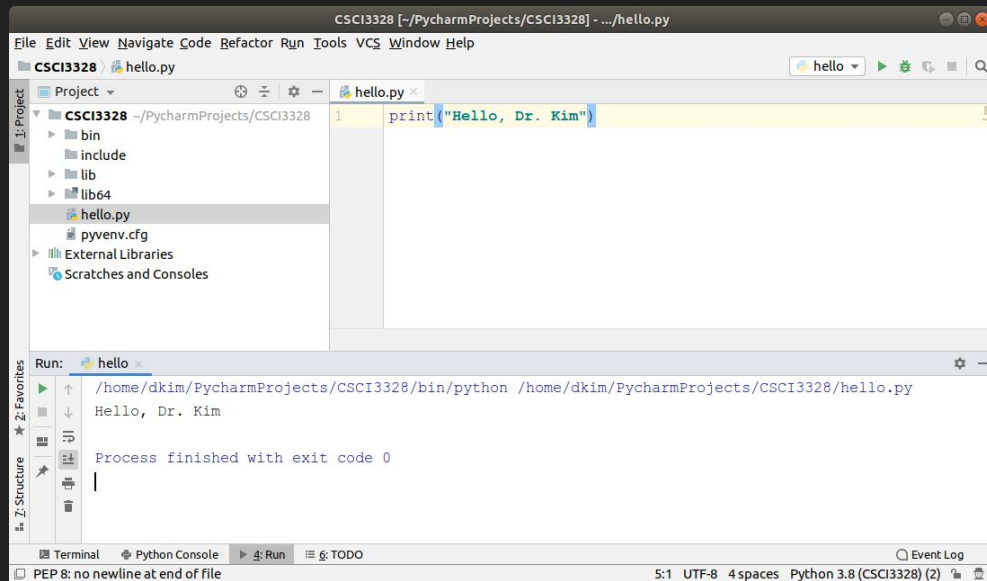 CSCI3328 [~/PycharmProjects/CSCI3328] - .../hello.py
File Edit View Navigate Code Refactor Run Tools VCS Window Help
CSCI3328 hello.py
hello
1: Project
Project
hello.py
CSCI3328 ~/PycharmProjects/CSCI3328
bin
include
lib
lib64
hello.py
pyvenv.cfg
External Libraries
Scratches and Consoles
1 print("Hello, Dr. Kim")
Run: hello
2: Favorites
7: Structure
/home/dkim/PycharmProjects/CSCI3328/bin/python /home/dkim/PycharmProjects/CSCI3328/hello.py
Hello, Dr. Kim
Process finished with exit code 0
Terminal Python Console 4: Run 6: TODO Event Log
PEP 8: no newline at end of file 5:1 UTF-8 4 spaces Python 3.8 (CSCI3328) (2)